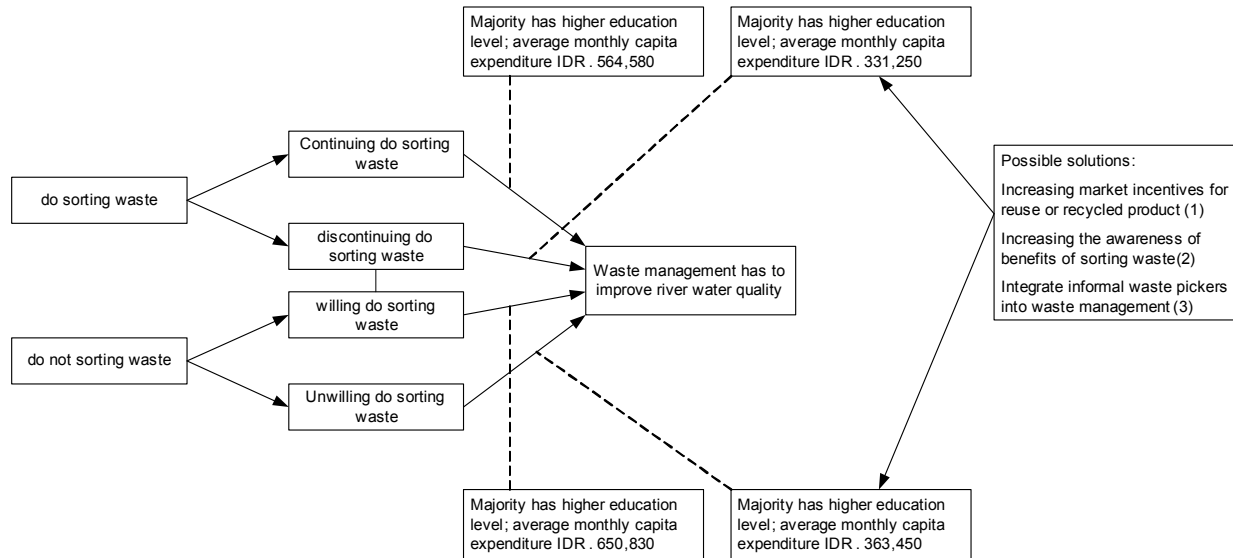 Majority has higher education
level; average monthly capita
expenditure IDR . 564,580
Majority has higher education
level; average monthly capita
expenditure IDR . 331,250
Continuing do sorting
waste
do sorting waste
discontinuing do
sorting waste
willing do sorting
waste
do not sorting waste
Unwilling do sorting
waste
Waste management has to
improve river water quality
Possible solutions:
Increasing market incentives for
reuse or recycled product (1)
Increasing the awareness of
benefits of sorting waste(2)
Integrate informal waste pickers
into waste management (3)
Majority has higher education
level; average monthly capita
expenditure IDR . 650,830
Majority has higher education
level; average monthly capita
expenditure IDR . 363,450